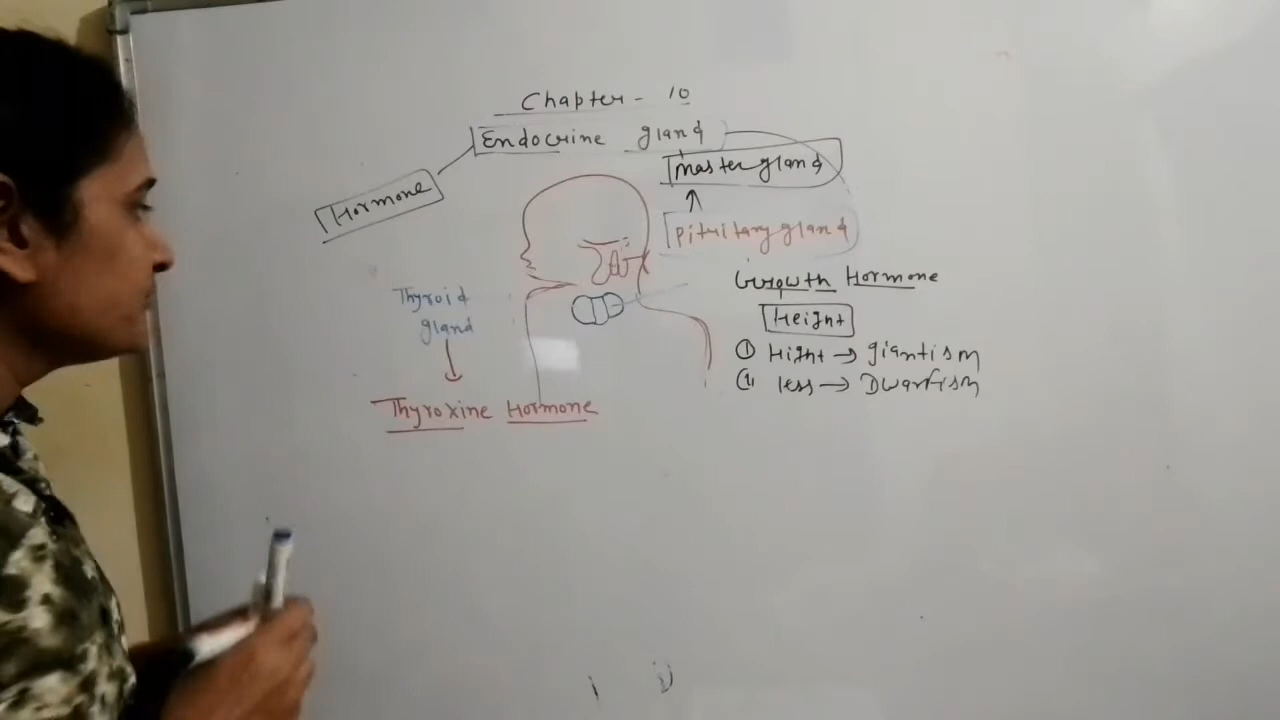 Chapter - 10
Endocrine gland
Master gland
Hormone
Pituitary gland
Growth Hormone
Thyroid
gland
Height
① Hight → giantism
② less → Dwarfism
Thyroxine Hormone